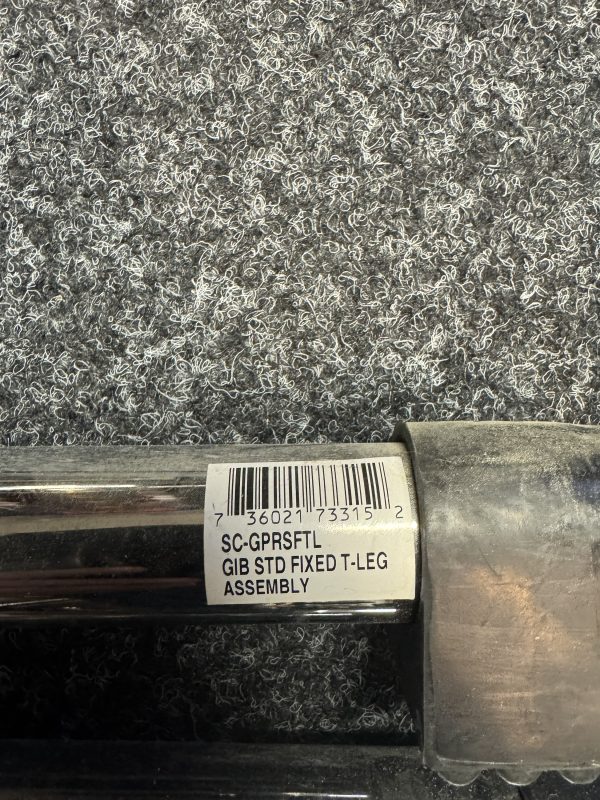 7 36021 73315 2
SC-GPRSFTL
GIB STD FIXED T-LEG
ASSEMBLY